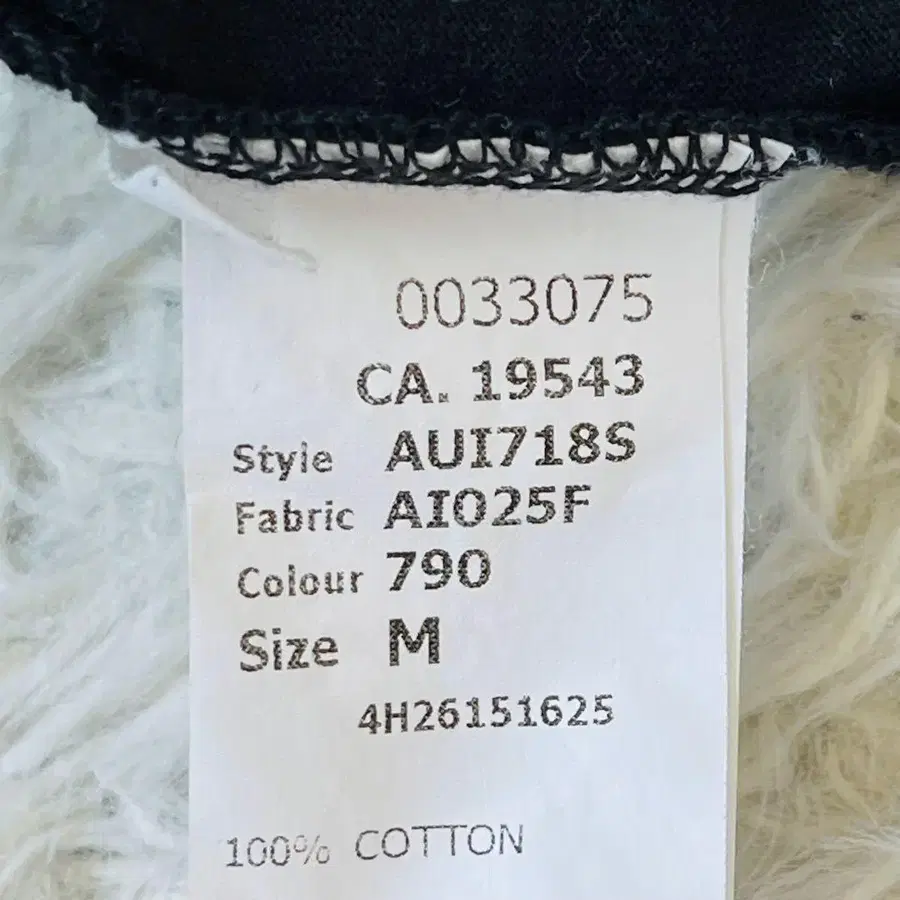 0033075
CA. 19543
Style AUI718S
Fabric AI025F
Colour 790
Size M
4H26151625
100% COTTON